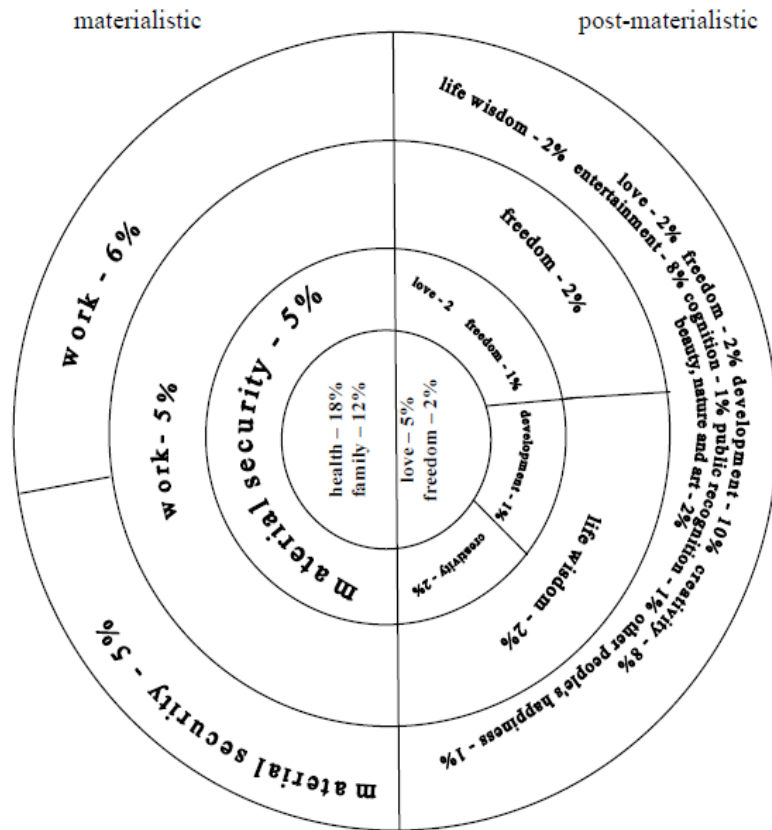 materialistic
post-materialistic
life wisdom - 2% entertainment - 8% cognition - 1% public recognition - 1% other people's happiness - 1%
love - 2% freedom - 2% development - 10% creativity - 8%
beauty, nature and art - 2%
work - 6%
material security - 5%
freedom - 2%
life wisdom - 2%
work- 5%
material security - 5%
love - 2 freedom - 1%
development - 1%
creativity - 2%
health – 18%
family – 12%
love – 5%
freedom – 2%